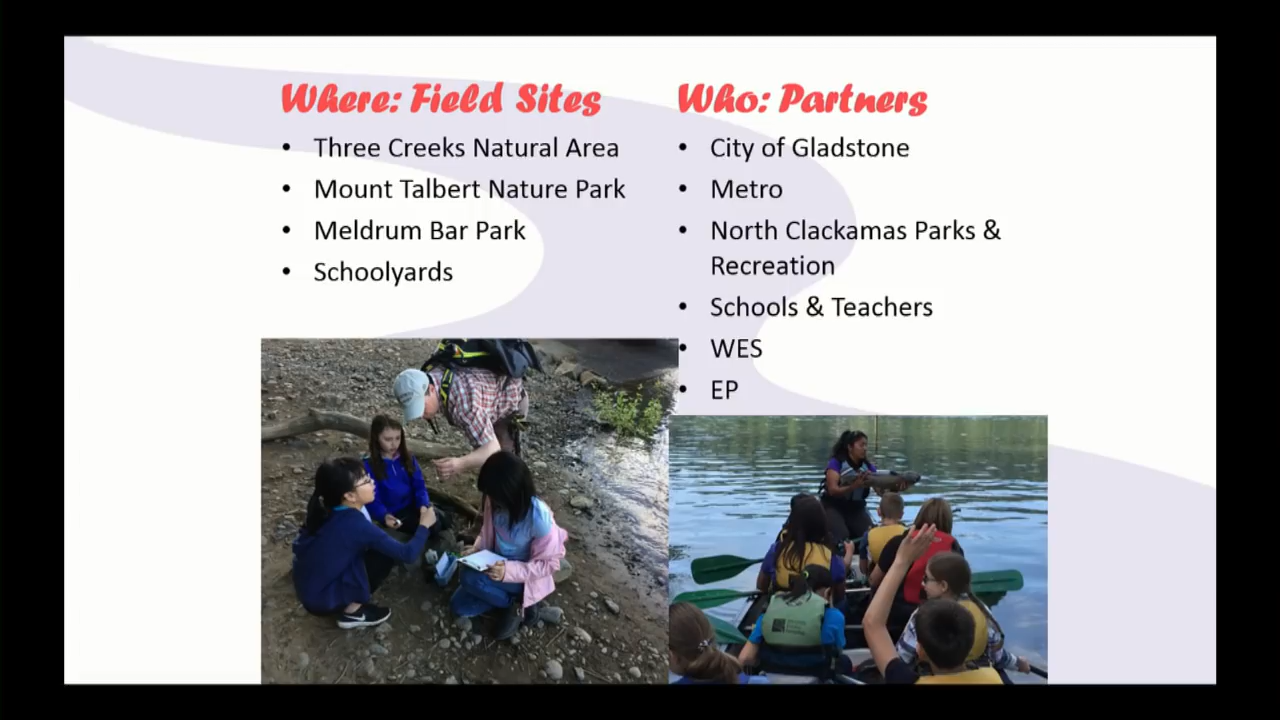 Where: Field Sites
• Three Creeks Natural Area
• Mount Talbert Nature Park
• Meldrum Bar Park
• Schoolyards
Who: Partners
• City of Gladstone
• Metro
• North Clackamas Parks &
Recreation
• Schools & Teachers
• WES
• EP